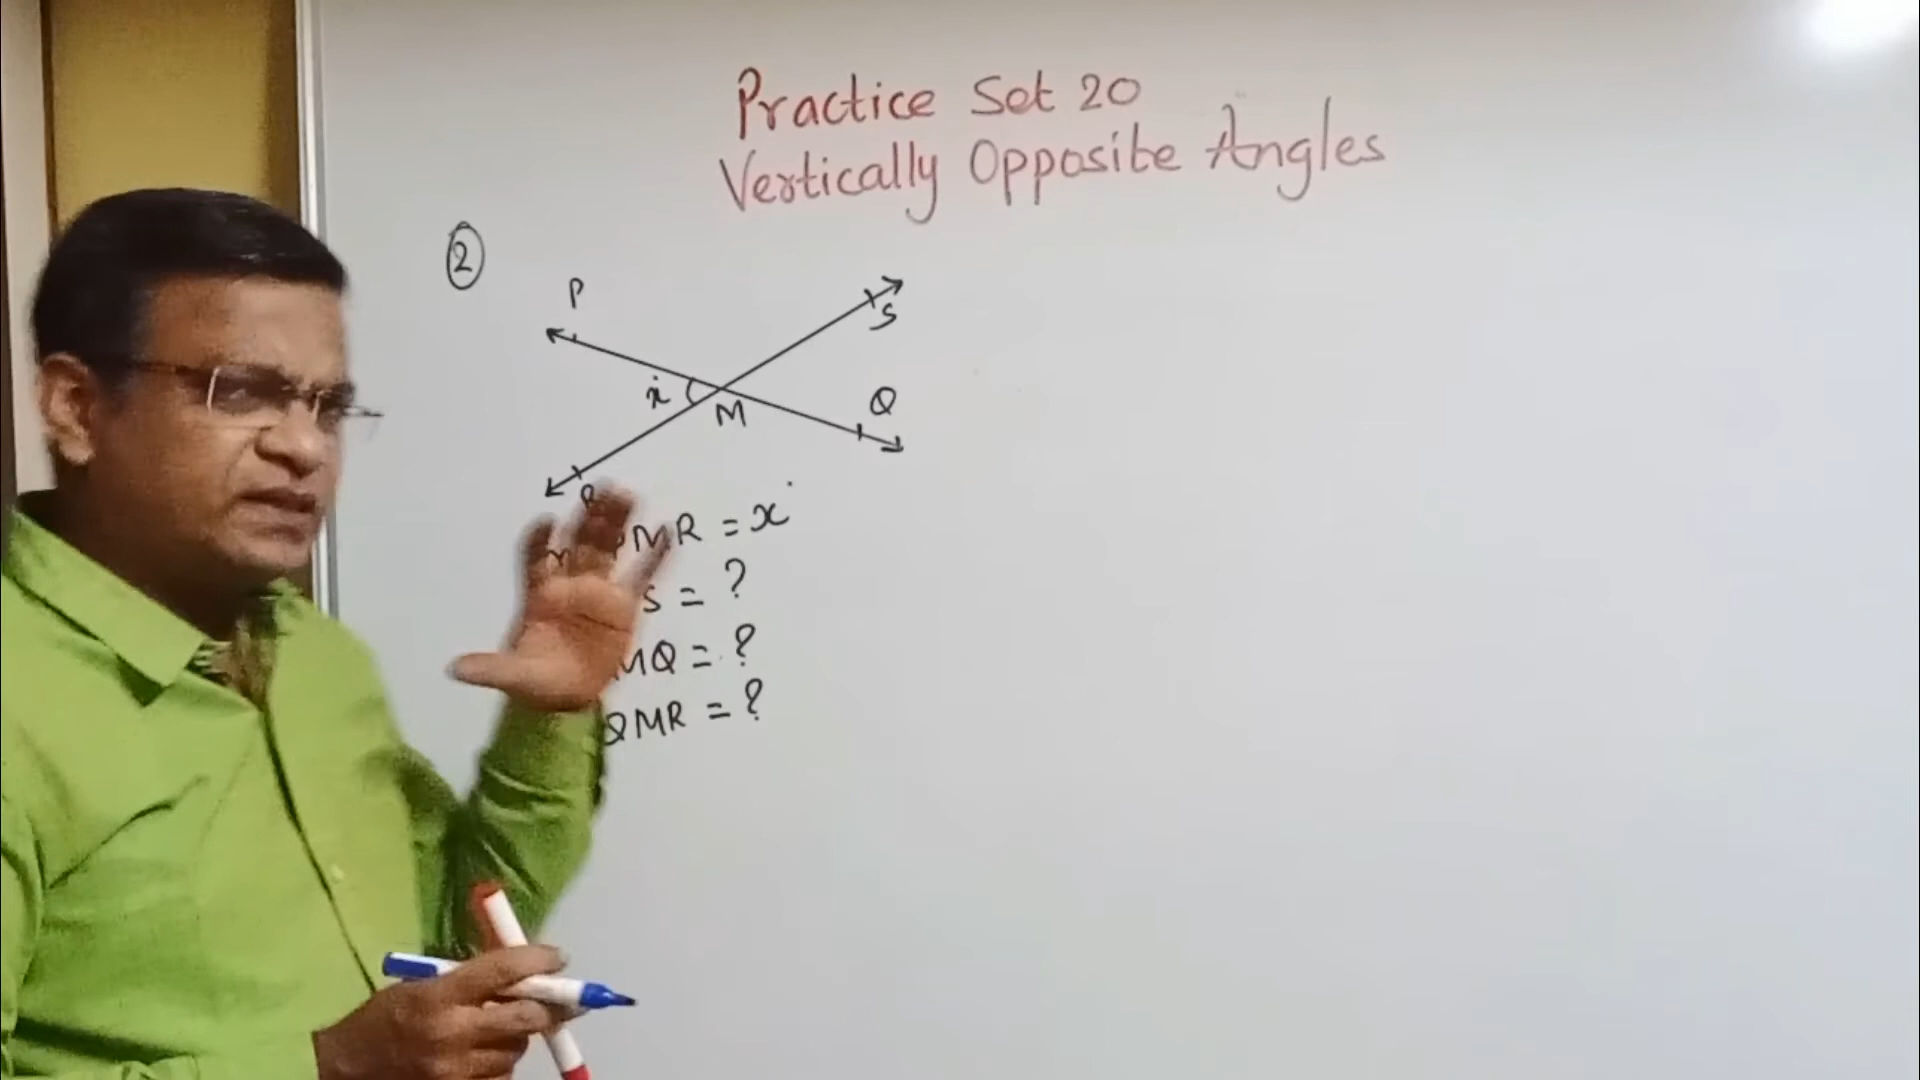 Practice Set 20
Vertically Opposite Angles
2
P
S
x°
M
Q
MR = x°
S = ?
MQ = ?
QMR = ?